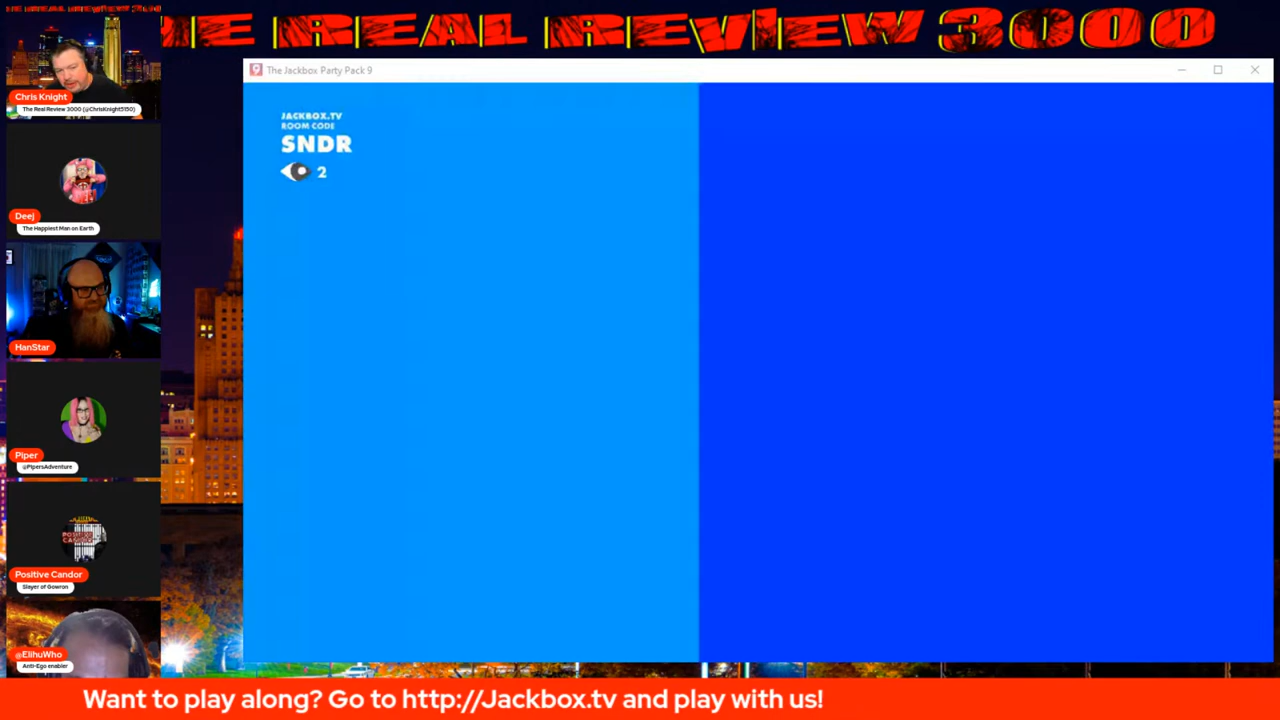 HE REAL REVIEW 3000
The Jackbox Party Pack 9
JACKBOX.TV
ROOM CODE
SNDR
2
Chris Knight
The Real Review 3000 (@ChrisKnight5150)
Deej
The Happiest Man on Earth
HanStar
Piper
@PipersAdventure
Positive Candor
Slayer of Gowron
@ElihuWho
Anti-Ego enabler
Want to play along? Go to http://Jackbox.tv and play with us!